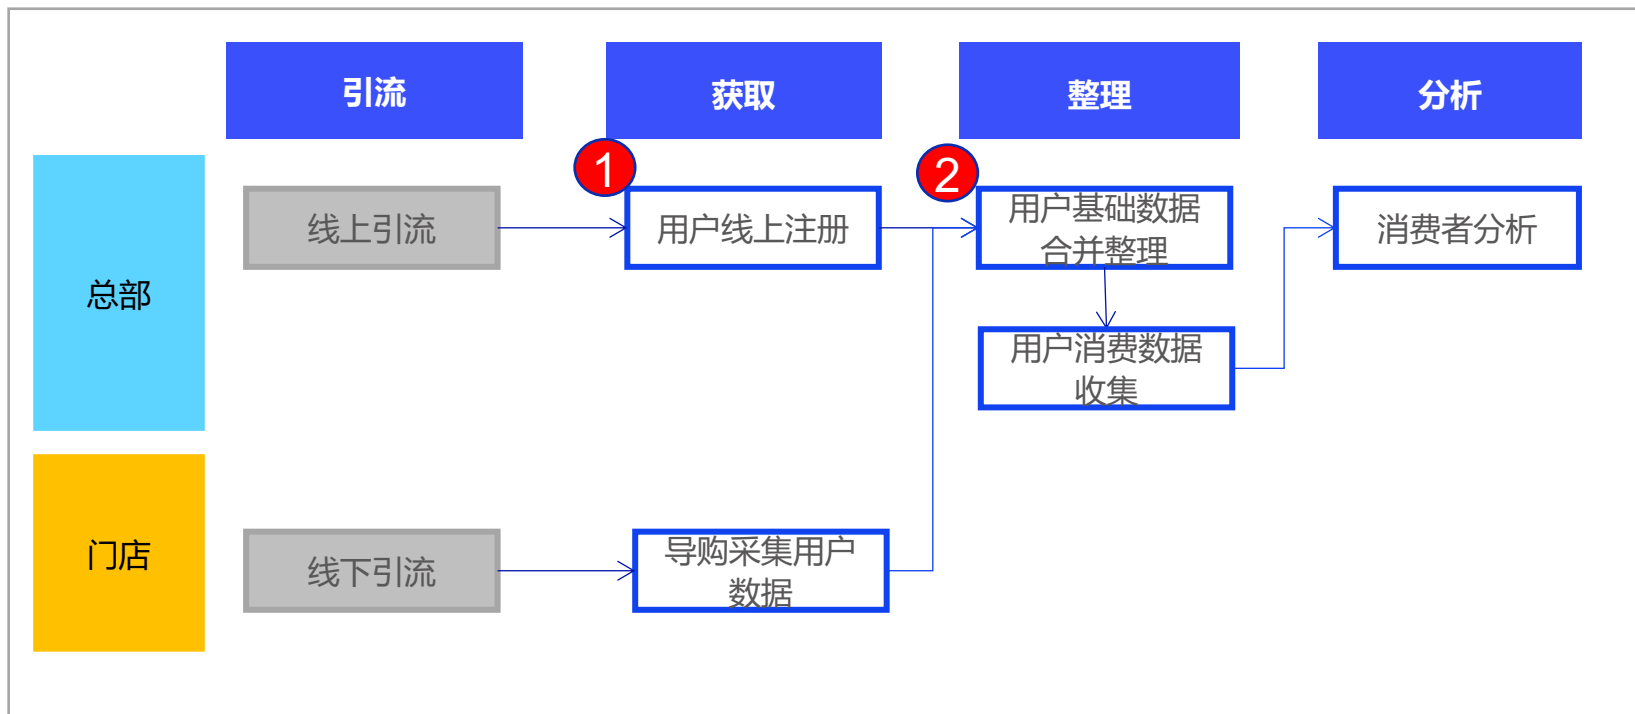 引流
获取
整理
分析
1
2
总部
线上引流
用户线上注册
用户基础数据
合并整理
消费者分析
用户消费数据
收集
门店
线下引流
导购采集用户
数据